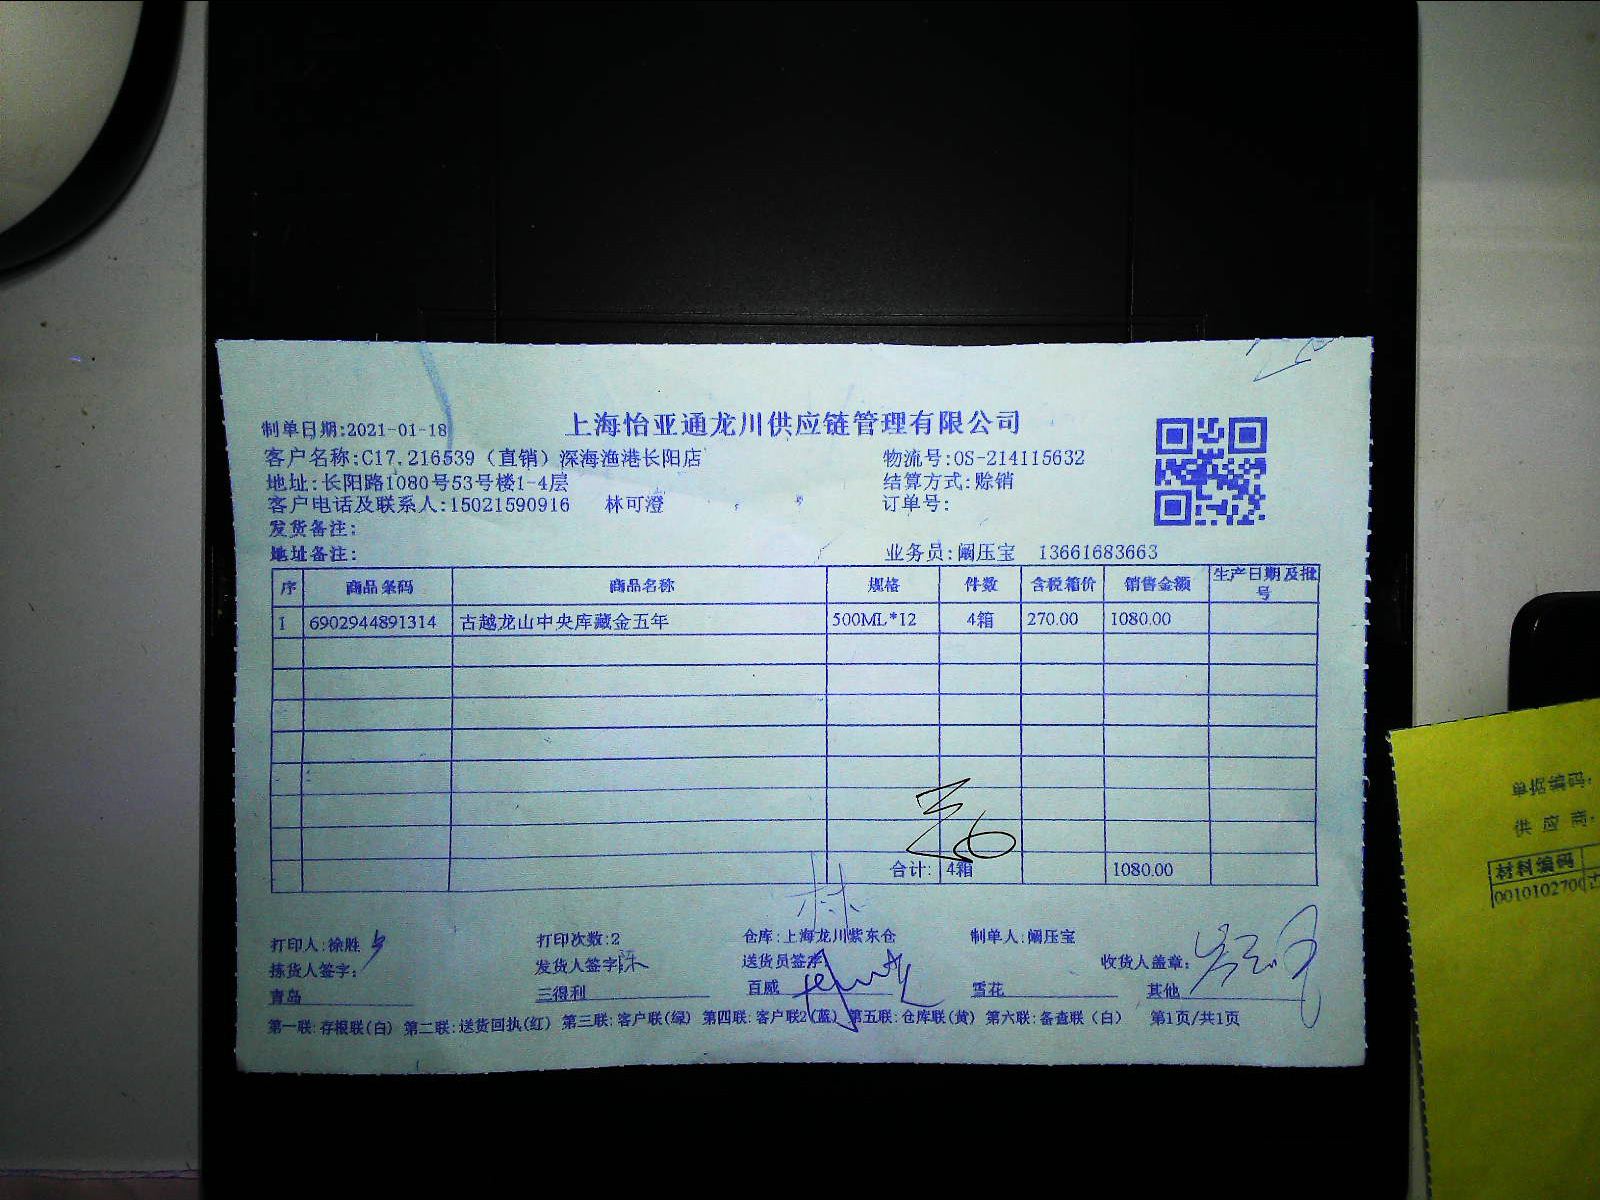 上海怡亚通龙川供应链管理有限公司
制单日期:2021-01-18
客户名称:C17.216539（直销）深海渔港长阳店 物流号:OS-214115632
地址:长阳路1080号53号楼1-4层 结算方式:赊销
客户电话及联系人:15021590916 林可澄 订单号:
发货备注:
地址备注: 业务员:阚压宝 13661683663
序 商品条码 商品名称 规格 件数 含税箱价 销售金额 生产日期及批号
1 6902944891314 古越龙山中央库藏金五年 500ML*12 4箱 270.00 1080.00
合计: 4箱 1080.00
林
打印人:徐胜 打印次数:2 仓库:上海龙川紫东仓 制单人:阚压宝
拣货人签字: 发货人签字 陈 送货员签字 收货人盖章:
青岛 三得利 百威 雪花 其他
第一联:存根联(白) 第二联:送货回执(红) 第三联:客户联(绿) 第四联:客户联2(蓝) 第五联:仓库联(黄) 第六联:备查联（白） 第1页/共1页
单据编码:
供应商:
材料编码
0010102700